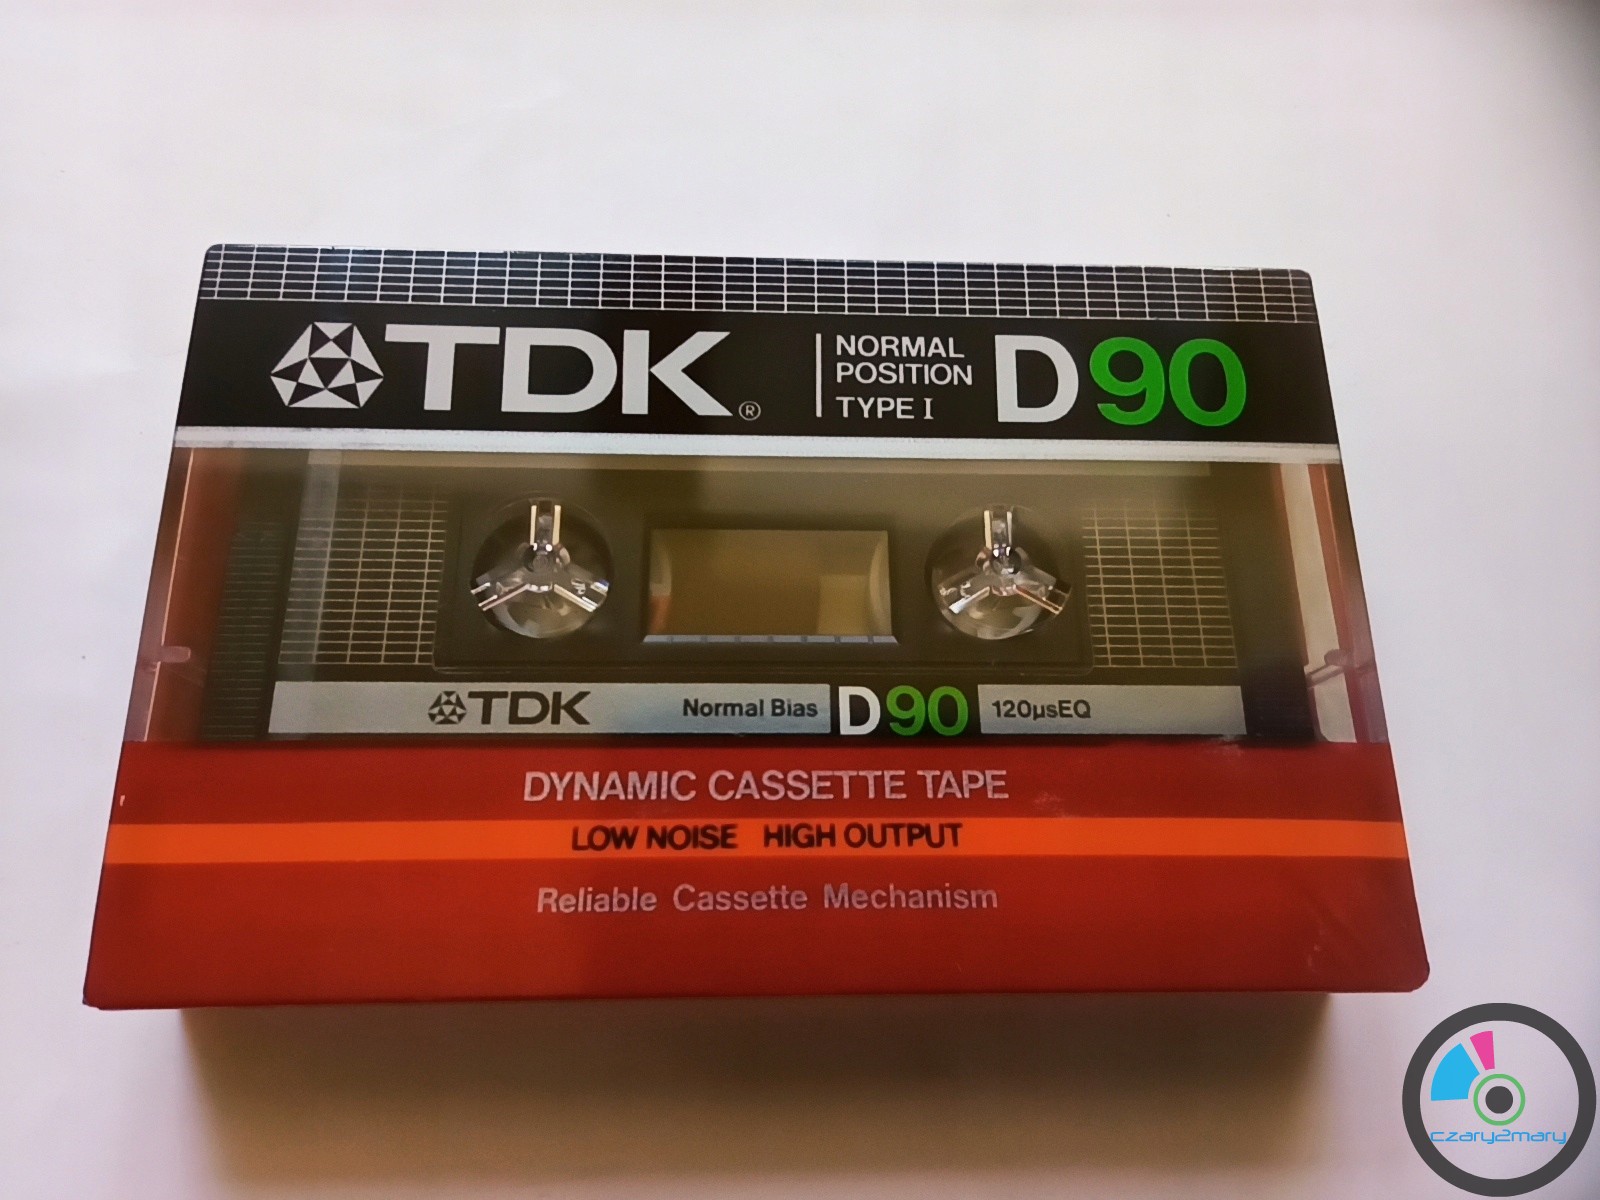 TDK®
NORMAL
POSITION
TYPE I
D90
TDK Normal Bias D90 120µsEQ
DYNAMIC CASSETTE TAPE
LOW NOISE HIGH OUTPUT
Reliable Cassette Mechanism
czary2mary